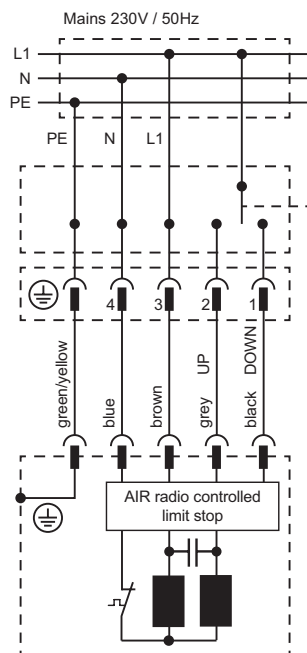 Mains 230V / 50Hz
L1
N
PE
PE N L1
4 3 2 1
green/yellow
blue
brown
grey UP
black DOWN
AIR radio controlled
limit stop